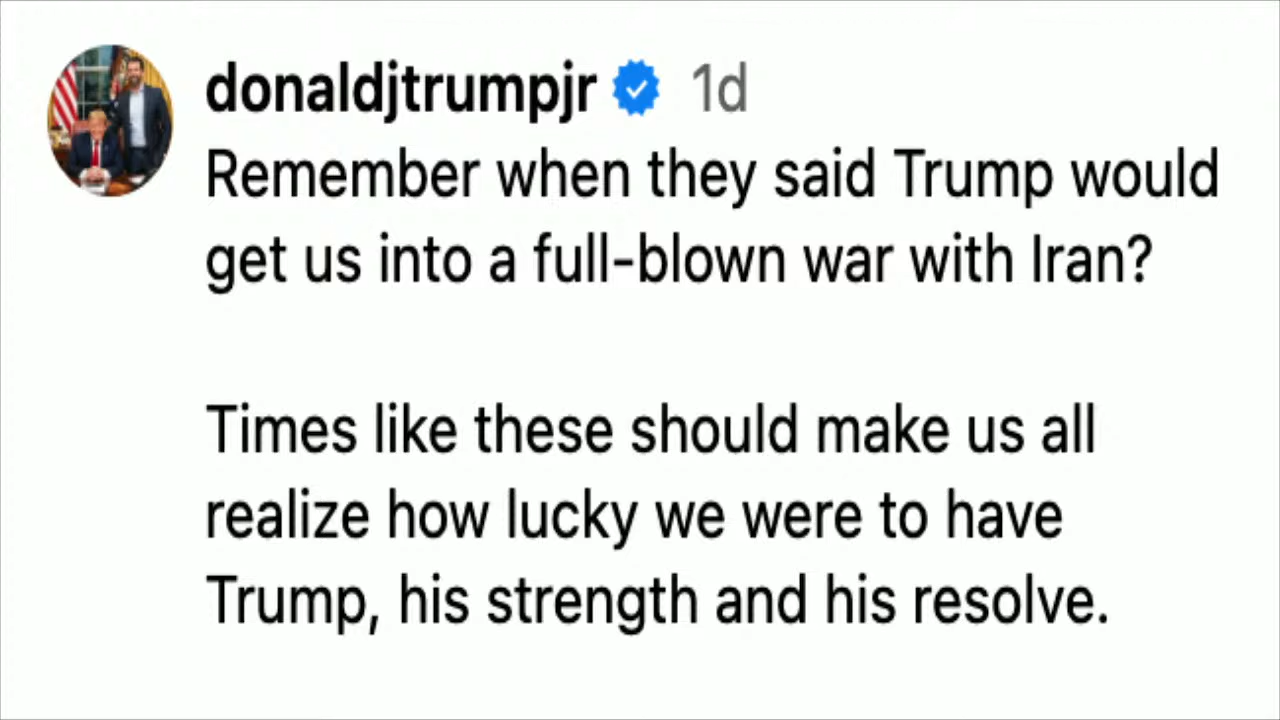 donaldjtrumpjr 1d
Remember when they said Trump would
get us into a full-blown war with Iran?
Times like these should make us all
realize how lucky we were to have
Trump, his strength and his resolve.